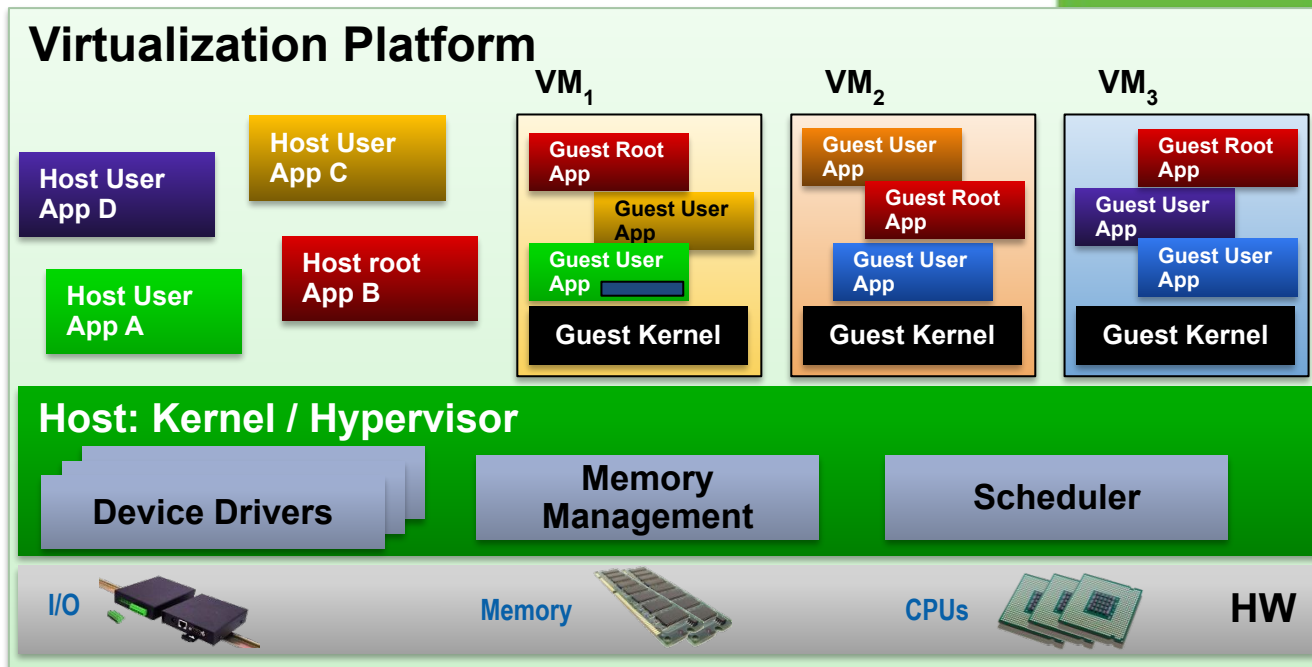 Virtualization Platform
VM1
VM2
VM3
Host User
App D
Host User
App C
Host User
App A
Host root
App B
Guest Root
App
Guest User
App
Guest User
App
Guest Kernel
Guest User
App
Guest Root
App
Guest User
App
Guest Kernel
Guest Root
App
Guest User
App
Guest User
App
Guest Kernel
Host: Kernel / Hypervisor
Device Drivers
Memory
Management
Scheduler
I/O
Memory
CPUs
HW